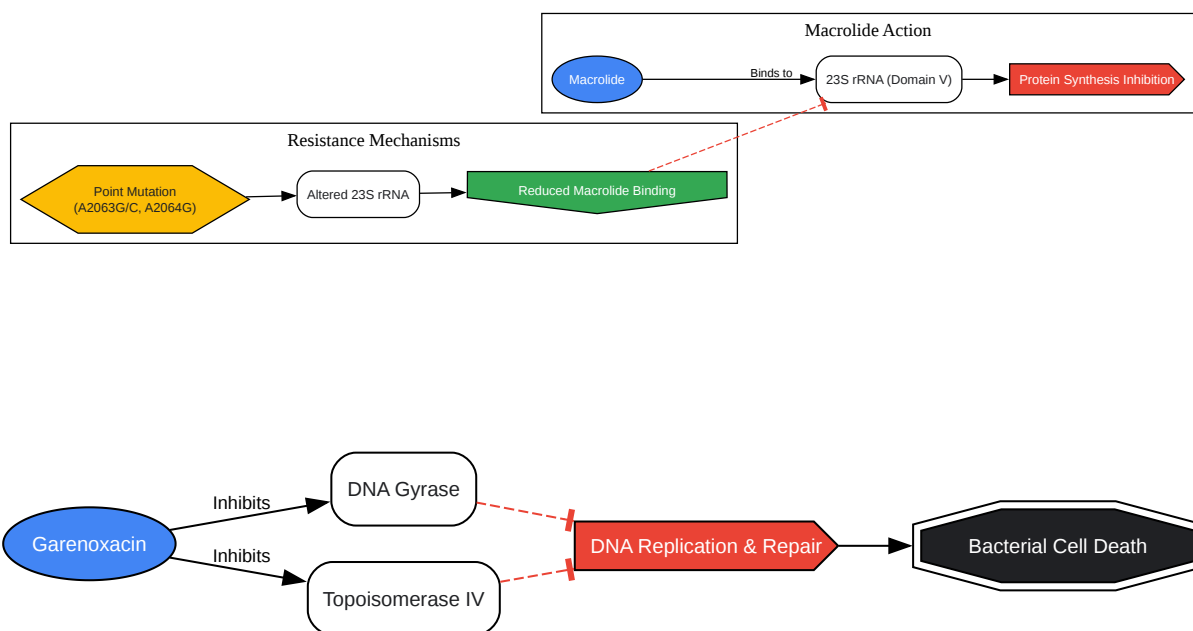 Macrolide Action
Macrolide
Binds to
23S rRNA (Domain V)
Protein Synthesis Inhibition
Resistance Mechanisms
Point Mutation
(A2063G/C, A2064G)
Altered 23S rRNA
Reduced Macrolide Binding
Garenoxacin
Inhibits
Inhibits
DNA Gyrase
Topoisomerase IV
DNA Replication & Repair
Bacterial Cell Death